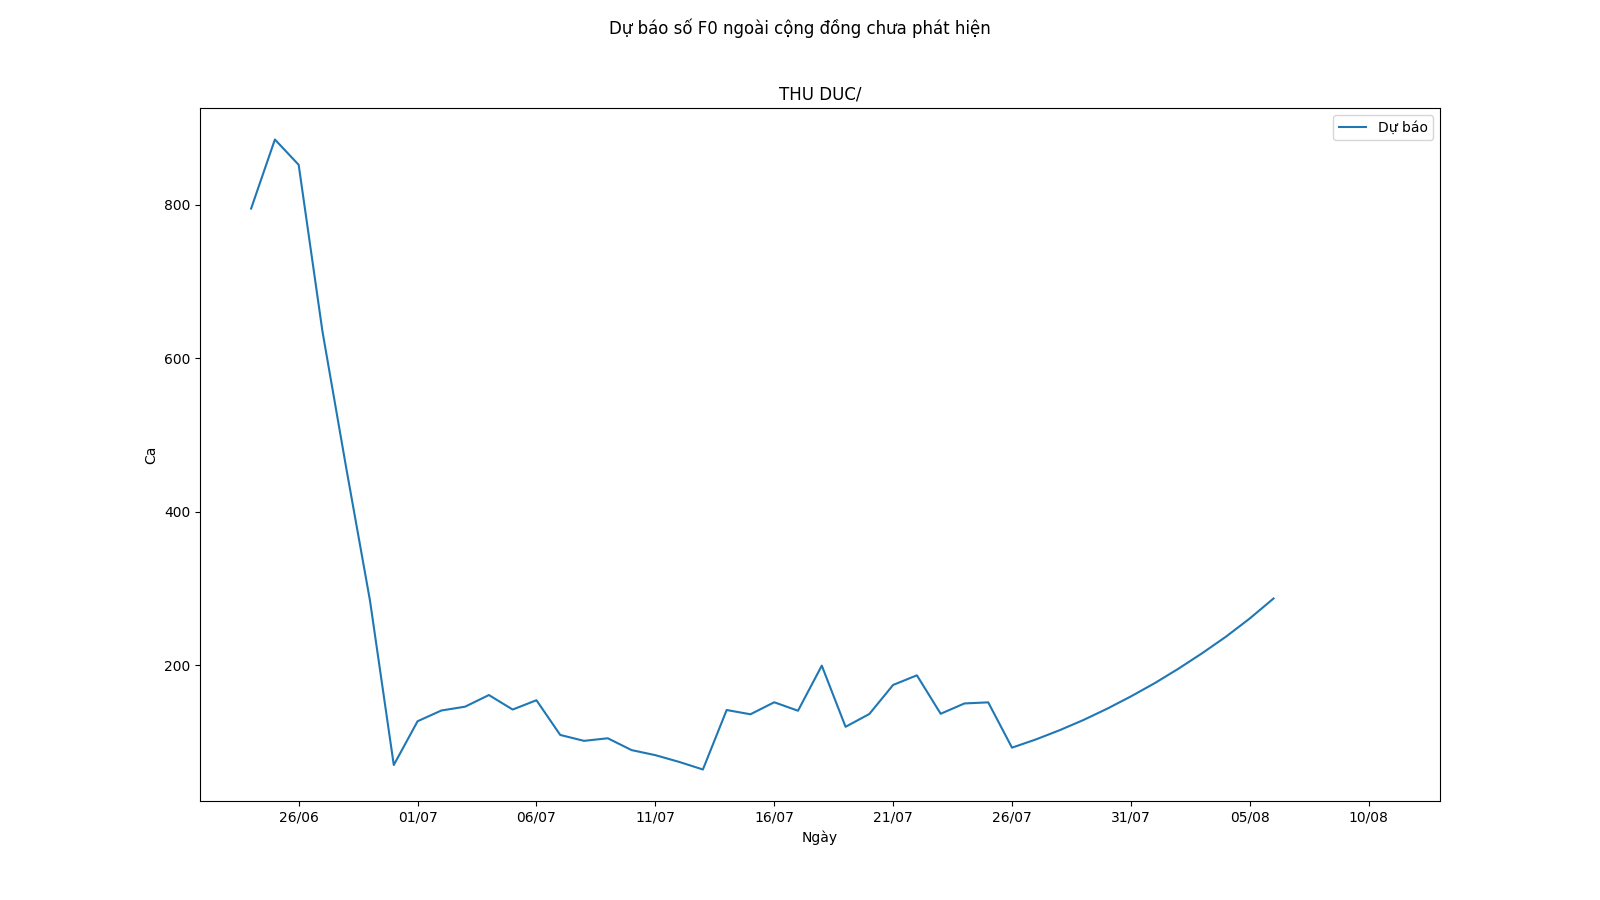 Dự báo số F0 ngoài cộng đồng chưa phát hiện
THU DUC/
Dự báo
800
600
400
200
Ca
26/06 01/07 06/07 11/07 16/07 21/07 26/07 31/07 05/08 10/08
Ngày